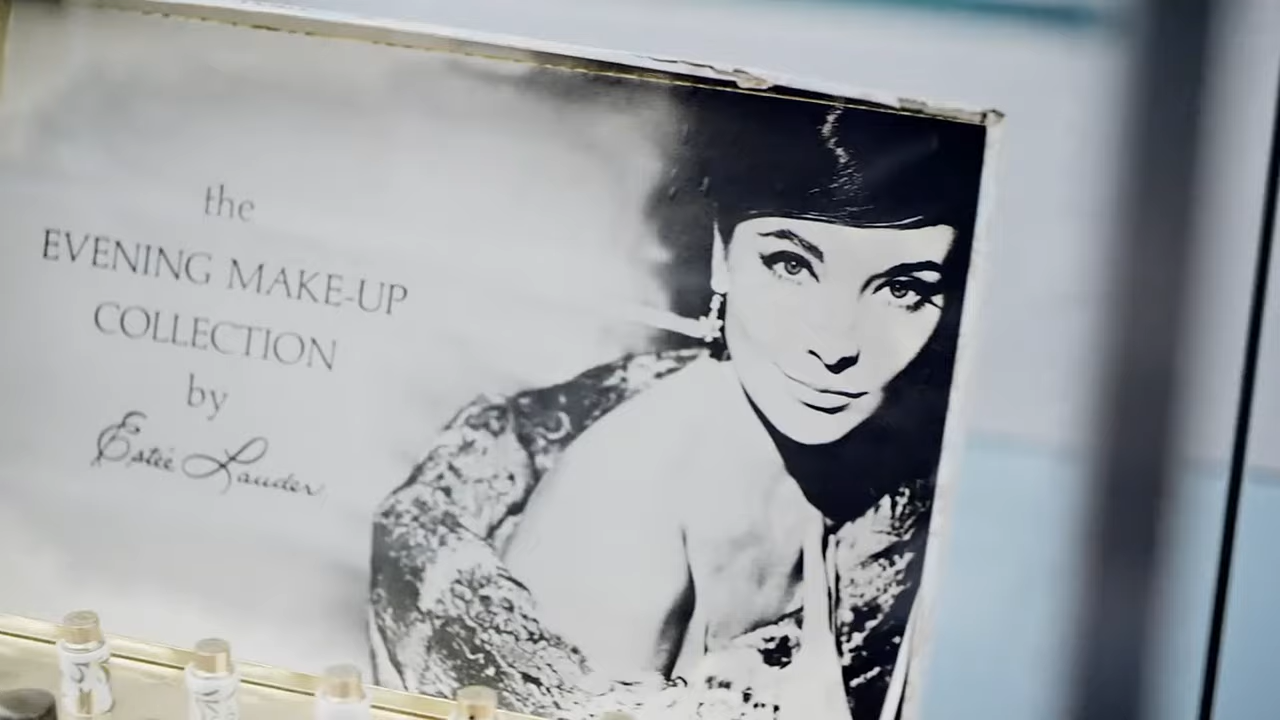 the
EVENING MAKE-UP
COLLECTION
by
Estée Lauder